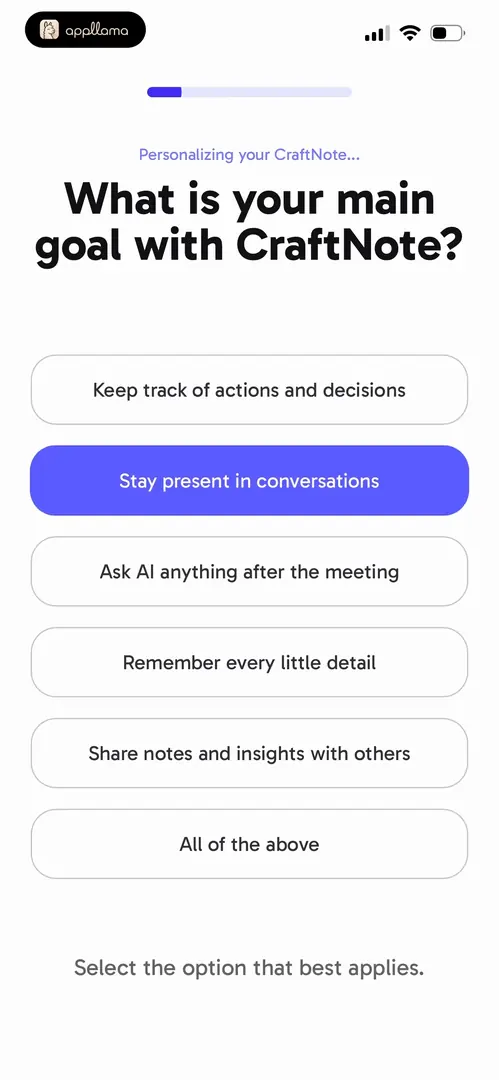 appllama
Personalizing your CraftNote...
What is your main
goal with CraftNote?
Keep track of actions and decisions
Stay present in conversations
Ask AI anything after the meeting
Remember every little detail
Share notes and insights with others
All of the above
Select the option that best applies.